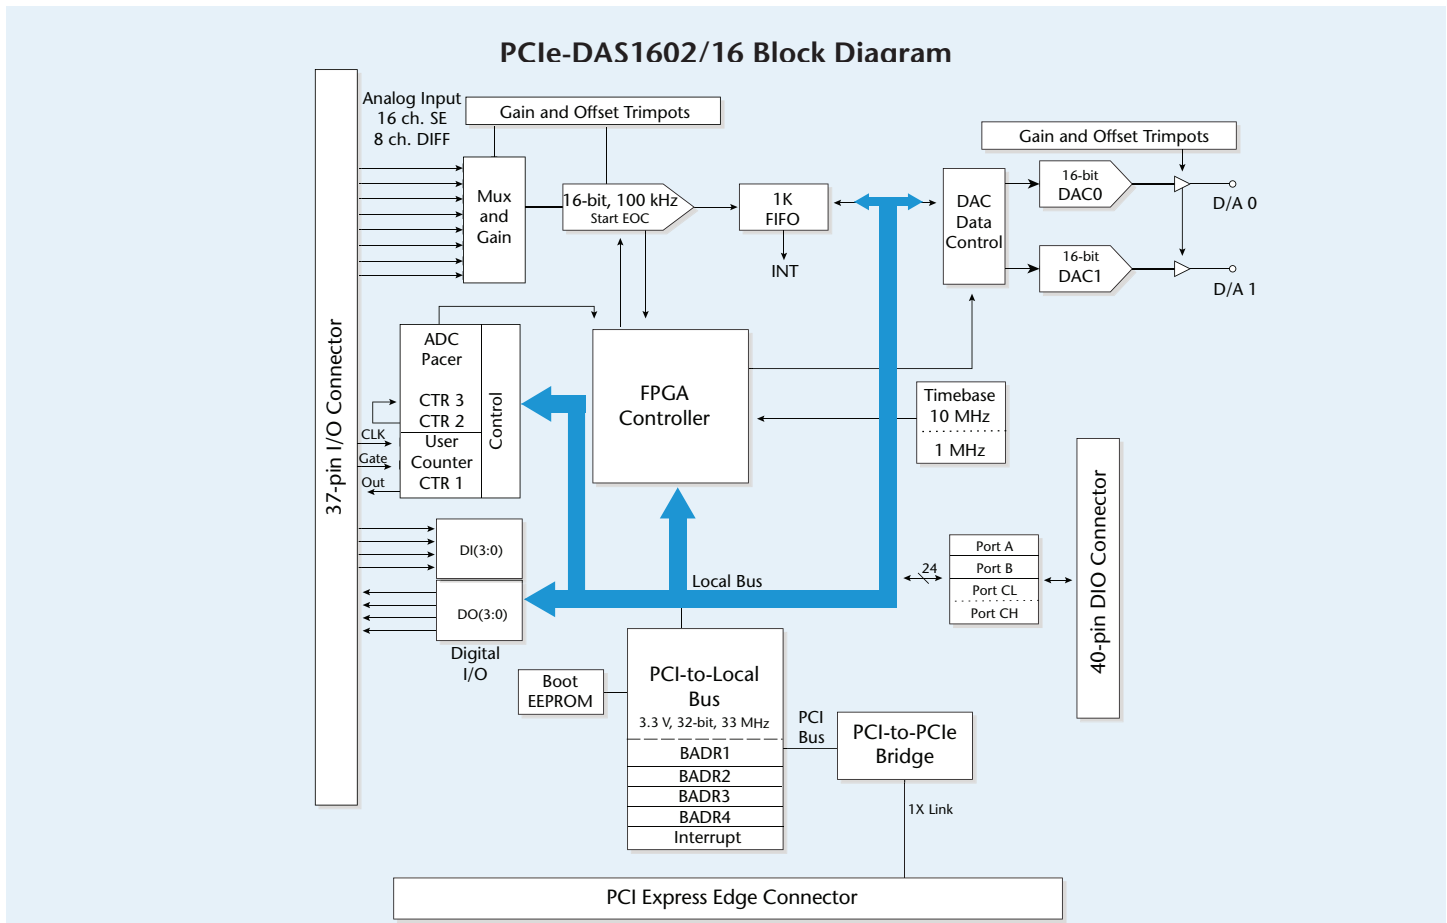 PCIe-DAS1602/16 Block Diagram
Analog Input
16 ch. SE
8 ch. DIFF
Gain and Offset Trimpots
Gain and Offset Trimpots
Mux
and
Gain
16-bit, 100 kHz
Start EOC
1K
FIFO
INT
DAC
Data
Control
16-bit
DAC0
D/A 0
16-bit
DAC1
D/A 1
37-pin I/O Connector
ADC
Pacer
CTR 3
CTR 2
User
Counter
CTR 1
Control
CLK
Gate
Out
FPGA
Controller
Timebase
10 MHz
1 MHz
DI(3:0)
DO(3:0)
Digital
I/O
Local Bus
24
Port A
Port B
Port CL
Port CH
40-pin DIO Connector
Boot
EEPROM
PCI-to-Local
Bus
3.3 V, 32-bit, 33 MHz
BADR1
BADR2
BADR3
BADR4
Interrupt
PCI
Bus
PCI-to-PCIe
Bridge
1X Link
PCI Express Edge Connector